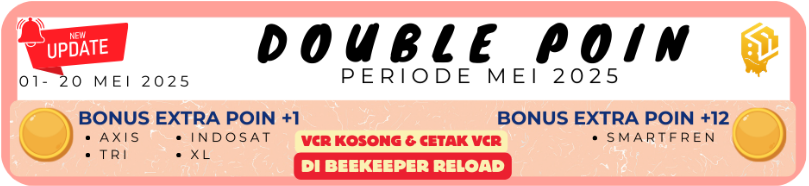 NEW
UPDATE
DOUBLE POIN
PERIODE MEI 2025
01- 20 MEI 2025
BONUS EXTRA POIN +1
• AXIS
• TRI
• INDOSAT
• XL
VCR KOSONG & CETAK VCR
DI BEEKEEPER RELOAD
BONUS EXTRA POIN +12
• SMARTFREN